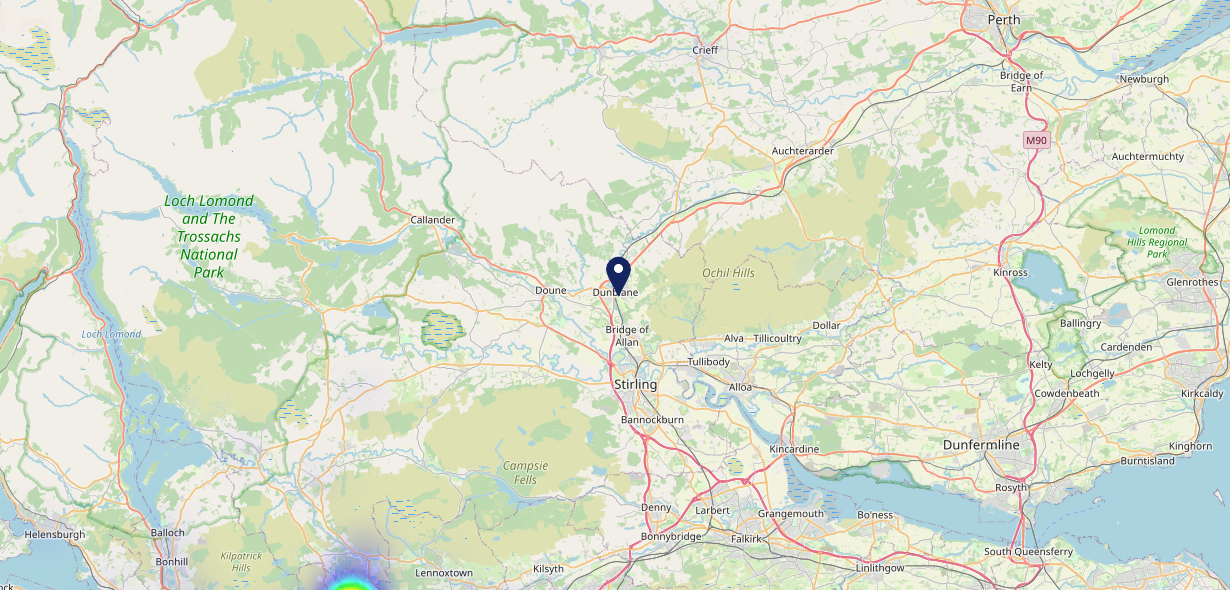 Perth
Crieff
Bridge of
Earn
Newburgh
M90
Auchterarder
Auchtermuchty
Loch Lomond
and The
Trossachs
National
Park
Callander
Lomond
Hills Regional
Park
Ochil Hills
Kinross
Glenrothes
Doune
Dunblane
Loch Lomond
Bridge of
Allan
Dollar
Ballingry
Alva
Tillicoultry
Cardenden
Tullibody
Kelty
Lochgelly
Stirling
Alloa
Cowdenbeath
Kirkcaldy
Bannockburn
Kincardine
Dunfermline
Kinghorn
Burntisland
Campsie
Fells
Rosyth
Denny
Larbert
Grangemouth
Bo'ness
Helensburgh
Balloch
Bonnybridge
Falkirk
South Queensferry
Bonhill
Kilpatrick
Hills
Lennoxtown
Kilsyth
Linlithgow
ock